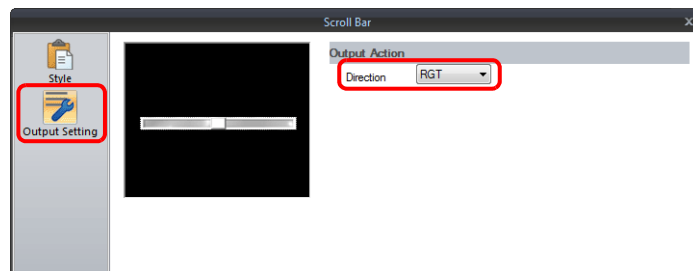 Scroll Bar
X
Style
Output Setting
Output Action
Direction
RGT